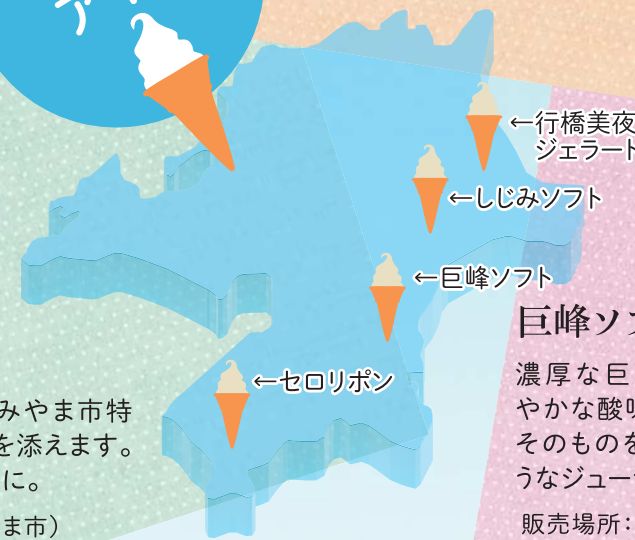 ←行橋美夜
ジェラート
←しじみソフト
←巨峰ソフト
←セロリポン
巨峰ソフ
濃厚な巨
やかな酸味
そのものを
うなジュー
販売場所：
みやま市特
を添えます。
に。
ま市）